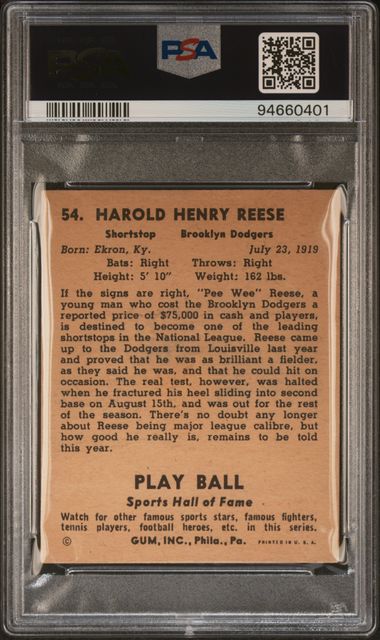 PSA
PSA
94660401
54. HAROLD HENRY REESE
Shortstop Brooklyn Dodgers
Born: Ekron, Ky. July 23, 1919
Bats: Right Throws: Right
Height: 5' 10" Weight: 162 lbs.
If the signs are right, "Pee Wee" Reese, a
young man who cost the Brooklyn Dodgers a
reported price of $75,000 in cash and players,
is destined to become one of the leading
shortstops in the National League. Reese came
up to the Dodgers from Louisville last year
and proved that he was as brilliant a fielder,
as they said he was, and that he could hit on
occasion. The real test, however, was halted
when he fractured his heel sliding into second
base on August 15th, and was out for the rest
of the season. There's no doubt any longer
about Reese being major league calibre, but
how good he really is, remains to be told
this year.
PLAY BALL
Sports Hall of Fame
Watch for other famous sports stars, famous fighters,
tennis players, football heroes, etc. in this series.
© GUM, INC., Phila., Pa. PRINTED IN U. S. A.